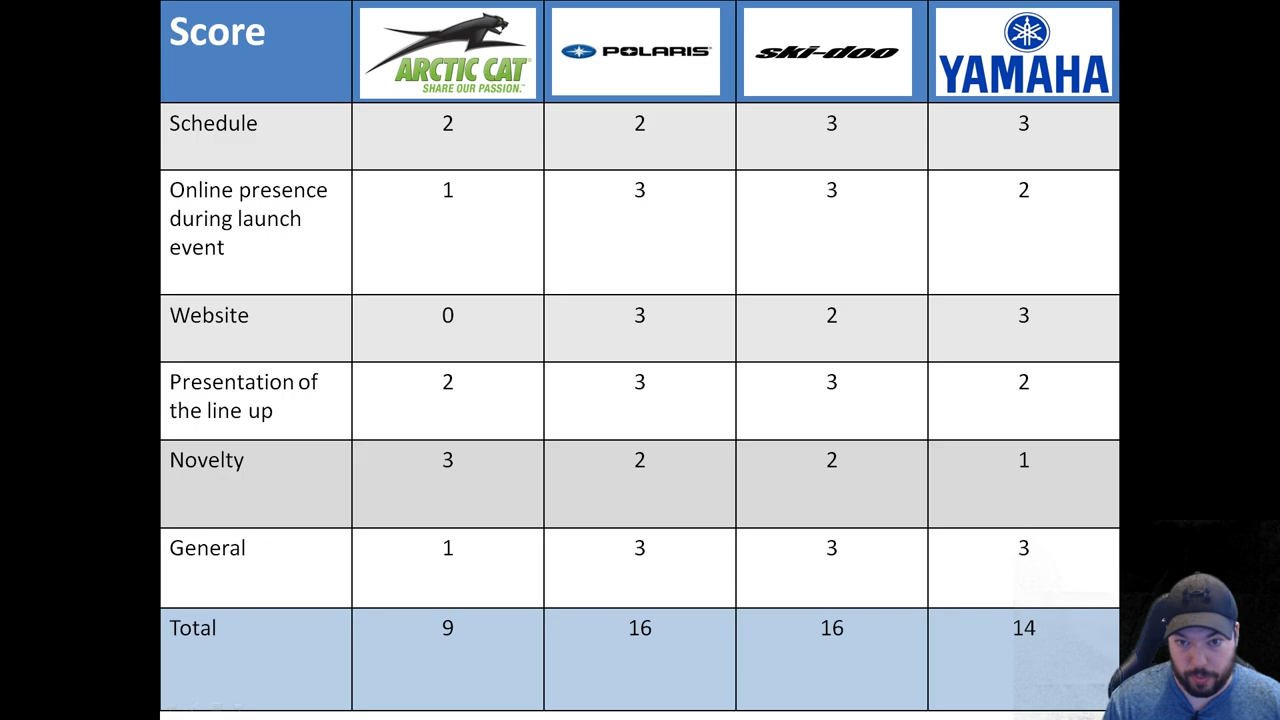 Score
ARCTIC CAT
SHARE OUR PASSION.™
POLARIS®
ski-doo
YAMAHA
Schedule 2 2 3 3
Online presence 1 3 3 2
during launch
event
Website 0 3 2 3
Presentation of 2 3 3 2
the line up
Novelty 3 2 2 1
General 1 3 3 3
Total 9 16 16 14